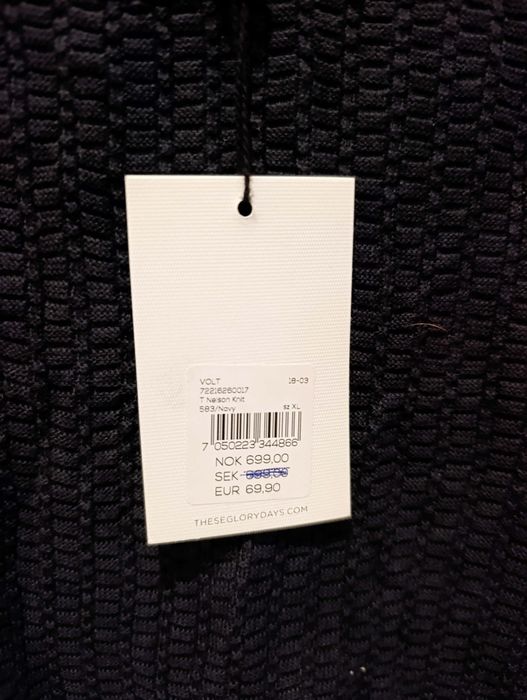 VOLT 18-03
72216260017
T Nelson Knit
583/Navy sz XL
7 050223 344866
NOK 699,00
SEK
EUR 69,90
THESEGLORYDAYS.COM